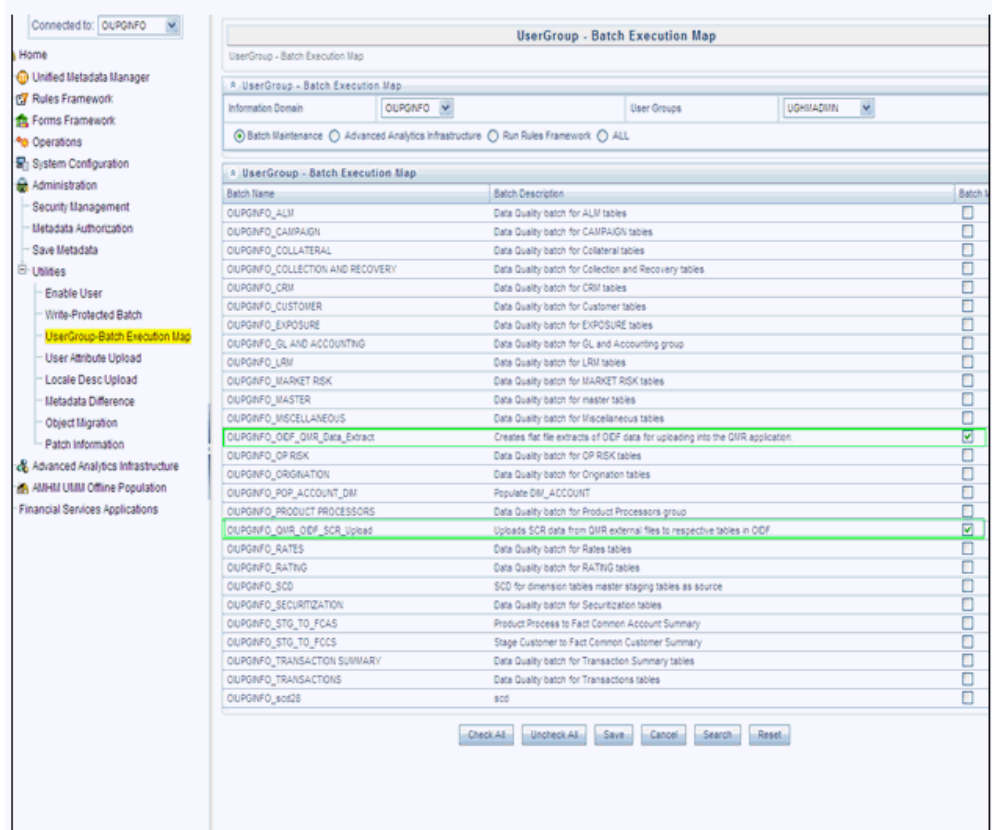 Connected to: OIUPGINFO
Home
Unified Metadata Manager
Rules Framework
Forms Framework
Operations
System Configuration
Administration
Security Management
Metadata Authorization
Save Metadata
Utilities
Enable User
Write-Protected Batch
UserGroup-Batch Execution Map
User Attribute Upload
Locale Desc Upload
Metadata Difference
Object Migration
Patch Information
Advanced Analytics Infrastructure
AMHM UMM Offline Population
Financial Services Applications
UserGroup - Batch Execution Map
UserGroup - Batch Execution Map
UserGroup - Batch Execution Map
Information Domain OIUPGINFO User Groups UGHMADMN
Batch Maintenance Advanced Analytics Infrastructure Run Rules Framework ALL
UserGroup - Batch Execution Map
Batch Name Batch Description Batch
OIUPGINFO_ALM Data Quality batch for ALM tables
OIUPGINFO_CAMPAIGN Data Quality batch for CAMPAIGN tables
OIUPGINFO_COLLATERAL Data Quality batch for Collateral tables
OIUPGINFO_COLLECTION AND RECOVERY Data Quality batch for Collection and Recovery tables
OIUPGINFO_CRM Data Quality batch for CRM tables
OIUPGINFO_CUSTOMER Data Quality batch for Customer tables
OIUPGINFO_EXPOSURE Data Quality batch for EXPOSURE tables
OIUPGINFO_GL AND ACCOUNTING Data Quality batch for GL and Accounting group
OIUPGINFO_LRM Data Quality batch for LRM tables
OIUPGINFO_MARKET RISK Data Quality batch for MARKET RISK tables
OIUPGINFO_MASTER Data Quality batch for master tables
OIUPGINFO_MISCELLANEOUS Data Quality batch for Miscellaneous tables
OIUPGINFO_OIDF_QMR_Data_Extract Creates flat file extracts of OIDF data for uploading into the QMR application.
OIUPGINFO_OP RISK Data Quality batch for OP RISK tables
OIUPGINFO_ORIGINATION Data Quality batch for Origination tables
OIUPGINFO_POP_ACCOUNT_DM Populate DM_ACCOUNT
OIUPGINFO_PRODUCT PROCESSORS Data Quality batch for Product Processors group
OIUPGINFO_QMR_OIDF_SCR_Upload Uploads SCR data from QMR external files to respective tables in OIDF
OIUPGINFO_RATES Data Quality batch for Rates tables
OIUPGINFO_RATING Data Quality batch for RATING tables
OIUPGINFO_SCD SCD for dimension tables master staging tables as source
OIUPGINFO_SECURITIZATION Data Quality batch for Securitization tables
OIUPGINFO_STG_TO_FCAS Product Process to Fact Common Account Summary
OIUPGINFO_STG_TO_FCCS Stage Customer to Fact Common Customer Summary
OIUPGINFO_TRANSACTION SUMMARY Data Quality batch for Transaction Summary tables
OIUPGINFO_TRANSACTIONS Data Quality batch for Transactions tables
OIUPGINFO_scd28 scd
Check All Uncheck All Save Cancel Search Reset